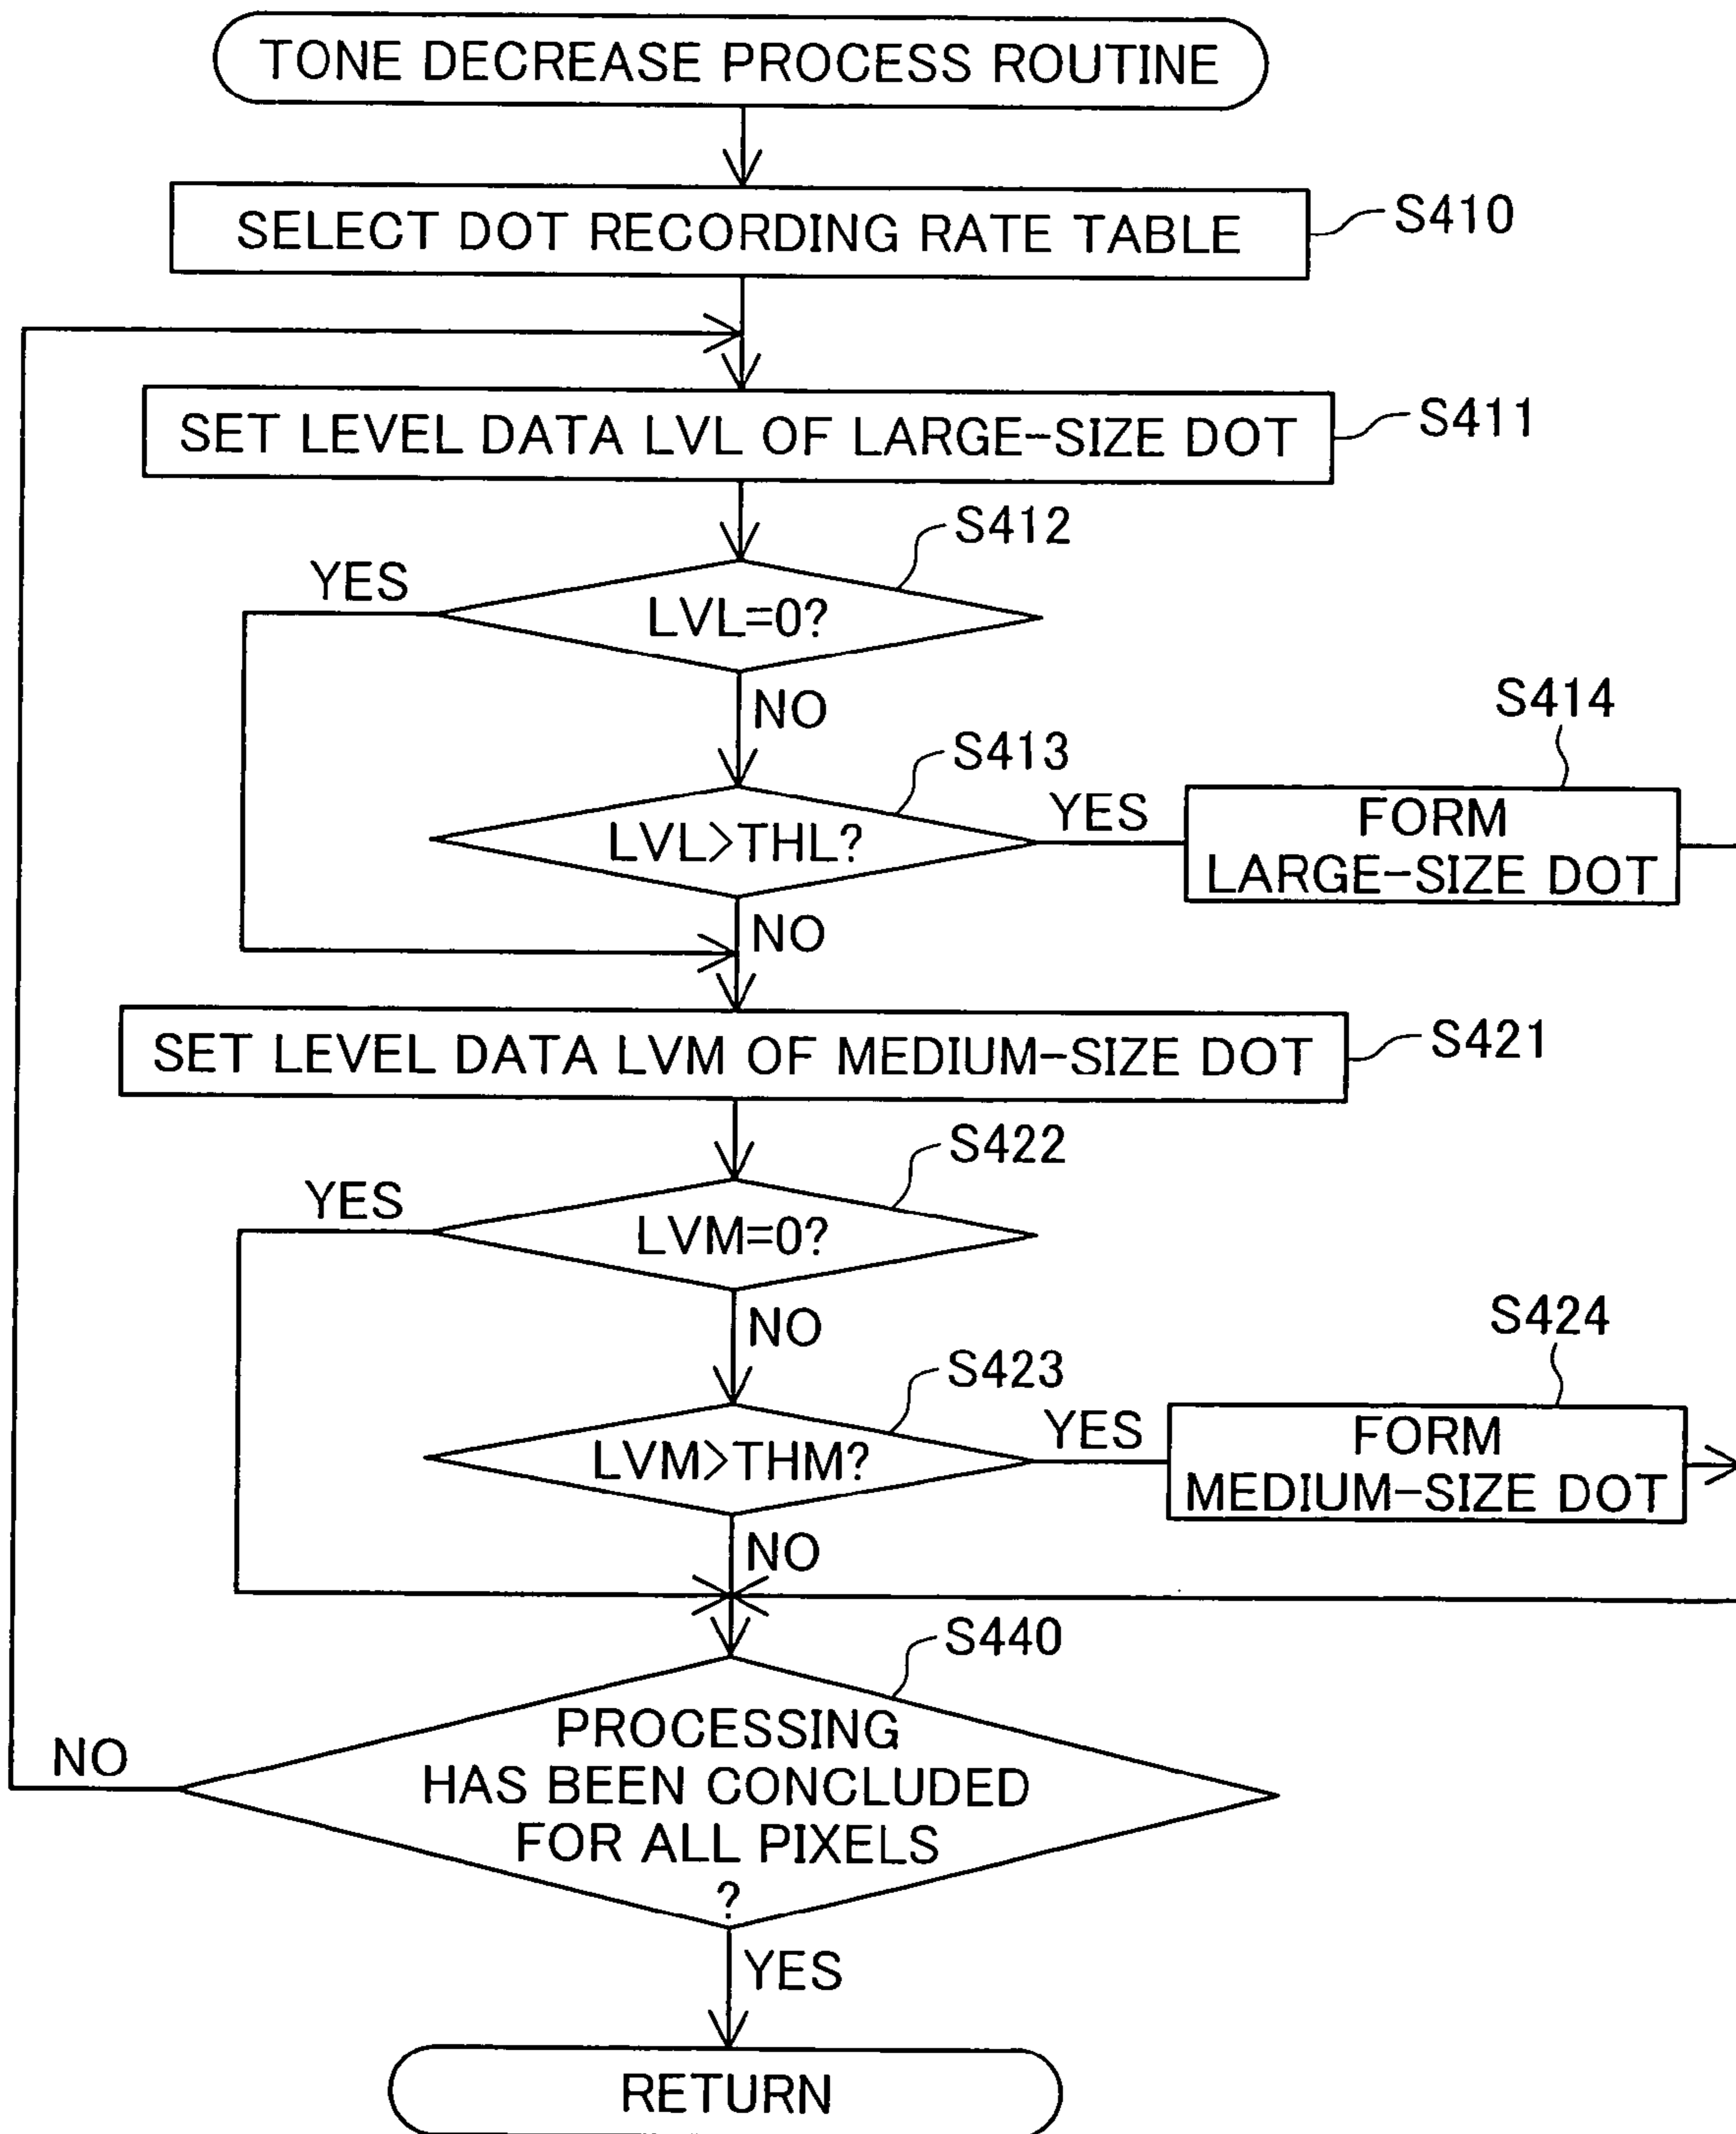 TONE DECREASE PROCESS ROUTINE
SELECT DOT RECORDING RATE TABLE
S410
SET LEVEL DATA LVL OF LARGE-SIZE DOT
S411
S412
YES
LVL=0?
NO
S413
S414
LVL>THL?
YES
FORM
LARGE-SIZE DOT
NO
SET LEVEL DATA LVM OF MEDIUM-SIZE DOT
S421
S422
YES
LVM=0?
NO
S423
S424
LVM>THM?
YES
FORM
MEDIUM-SIZE DOT
NO
S440
PROCESSING
HAS BEEN CONCLUDED
FOR ALL PIXELS
?
NO
YES
RETURN